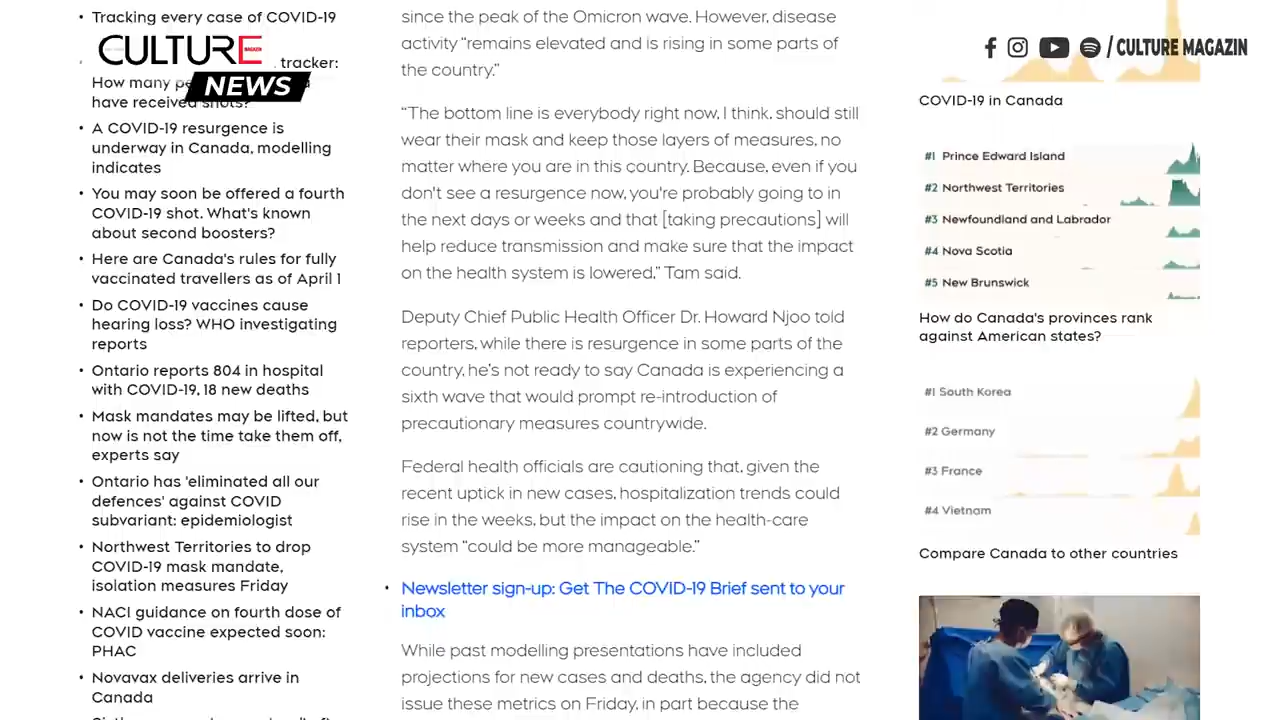 Tracking every case of COVID-19
CULTURE
MAGAZIN
NEWS
tracker:
How many
have received shots?
A COVID-19 resurgence is
underway in Canada, modelling
indicates
You may soon be offered a fourth
COVID-19 shot. What's known
about second boosters?
Here are Canada's rules for fully
vaccinated travellers as of April 1
Do COVID-19 vaccines cause
hearing loss? WHO investigating
reports
Ontario reports 804 in hospital
with COVID-19, 18 new deaths
Mask mandates may be lifted, but
now is not the time take them off,
experts say
Ontario has 'eliminated all our
defences' against COVID
subvariant: epidemiologist
Northwest Territories to drop
COVID-19 mask mandate,
isolation measures Friday
NACI guidance on fourth dose of
COVID vaccine expected soon:
PHAC
Novavax deliveries arrive in
Canada
since the peak of the Omicron wave. However, disease
activity “remains elevated and is rising in some parts of
the country.”
“The bottom line is everybody right now, I think, should still
wear their mask and keep those layers of measures, no
matter where you are in this country. Because, even if you
don't see a resurgence now, you're probably going to in
the next days or weeks and that [taking precautions] will
help reduce transmission and make sure that the impact
on the health system is lowered,” Tam said.
Deputy Chief Public Health Officer Dr. Howard Njoo told
reporters, while there is resurgence in some parts of the
country, he's not ready to say Canada is experiencing a
sixth wave that would prompt re-introduction of
precautionary measures countrywide.
Federal health officials are cautioning that, given the
recent uptick in new cases, hospitalization trends could
rise in the weeks, but the impact on the health-care
system “could be more manageable.”
Newsletter sign-up: Get The COVID-19 Brief sent to your
inbox
While past modelling presentations have included
projections for new cases and deaths, the agency did not
issue these metrics on Friday, in part because the
/ CULTURE MAGAZIN
COVID-19 in Canada
#1 Prince Edward Island
#2 Northwest Territories
#3 Newfoundland and Labrador
#4 Nova Scotia
#5 New Brunswick
How do Canada's provinces rank
against American states?
#1 South Korea
#2 Germany
#3 France
#4 Vietnam
Compare Canada to other countries